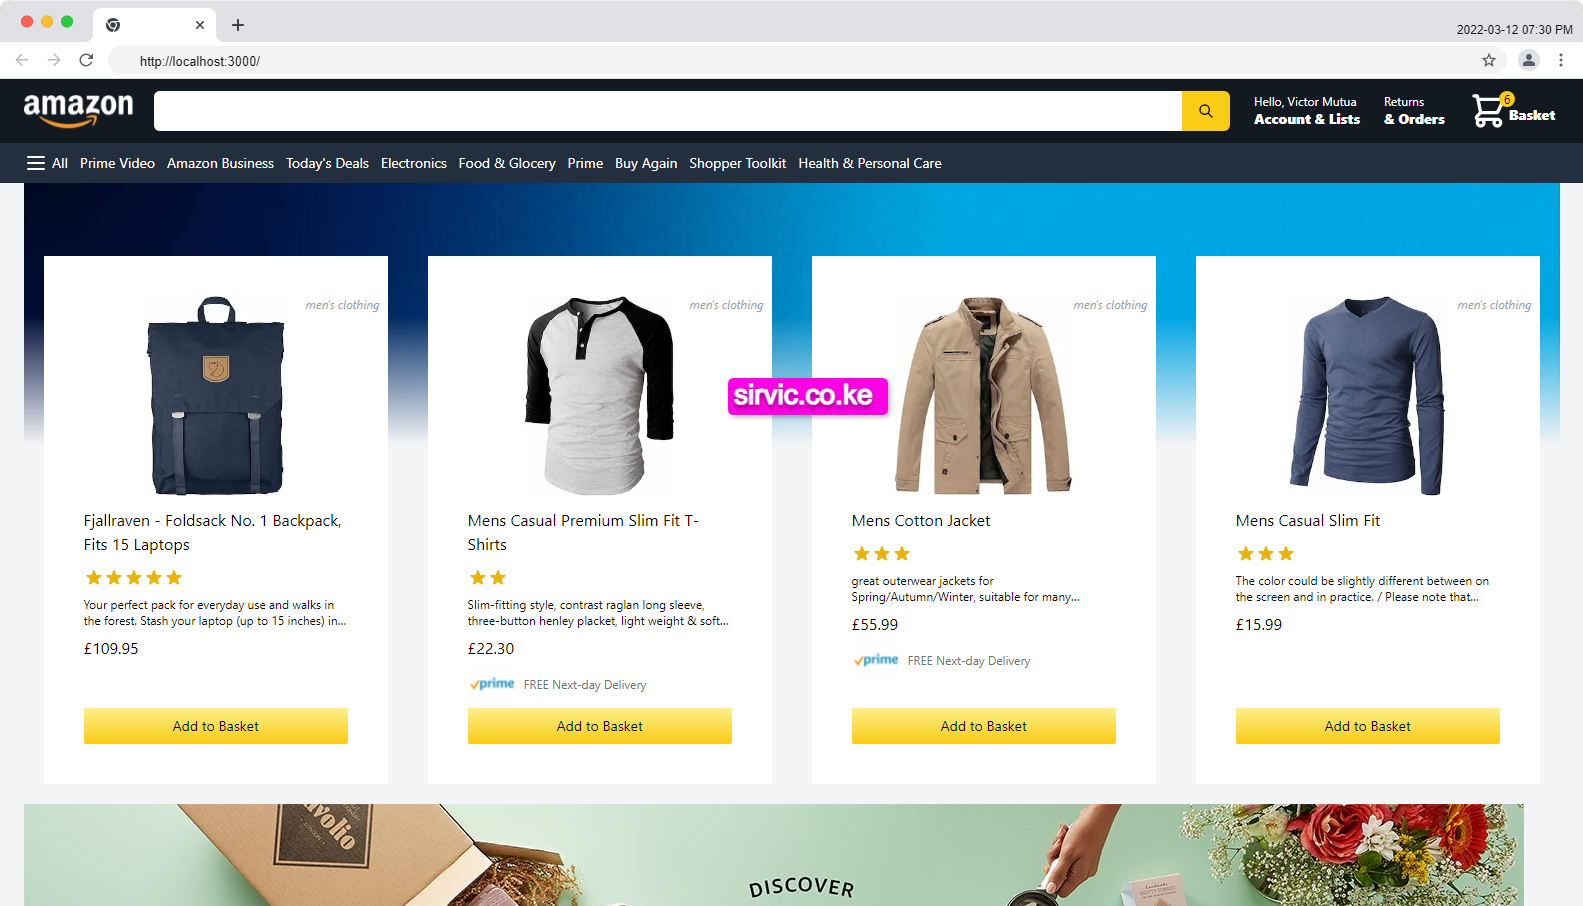 2022-03-12 07:30 PM
http://localhost:3000/
amazon
Hello, Victor Mutua
Account & Lists
Returns
& Orders
6
Basket
All Prime Video Amazon Business Today's Deals Electronics Food & Glocery Prime Buy Again Shopper Toolkit Health & Personal Care
men's clothing
Fjallraven - Foldsack No. 1 Backpack,
Fits 15 Laptops
Your perfect pack for everyday use and walks in
the forest. Stash your laptop (up to 15 inches) in...
£109.95
Add to Basket
men's clothing
Mens Casual Premium Slim Fit T-
Shirts
Slim-fitting style, contrast raglan long sleeve,
three-button henley placket, light weight & soft...
£22.30
prime FREE Next-day Delivery
Add to Basket
sirvic.co.ke
men's clothing
Mens Cotton Jacket
great outerwear jackets for
Spring/Autumn/Winter, suitable for many...
£55.99
prime FREE Next-day Delivery
Add to Basket
men's clothing
Mens Casual Slim Fit
The color could be slightly different between on
the screen and in practice. / Please note that...
£15.99
Add to Basket
DISCOVER